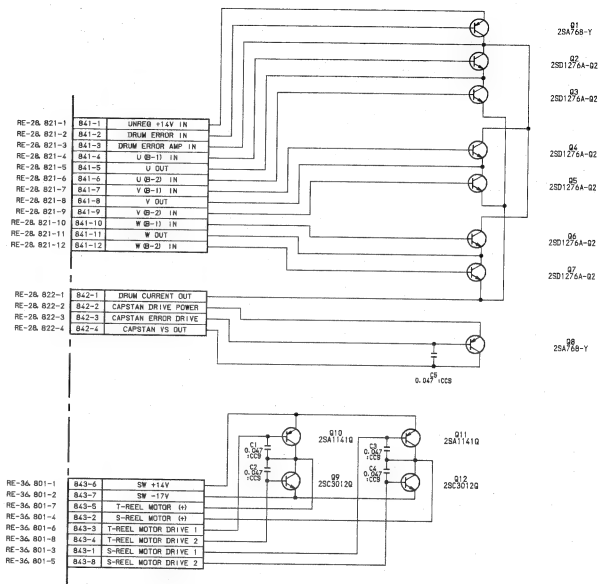 Q1
2SA768-Y
Q2
2SD1276A-Q2
Q3
2SD1276A-Q2
RE-28, 821-1 841-1 UNREG +14V IN
RE-28, 821-2 841-2 DRUM ERROR IN
RE-28, 821-3 841-3 DRUM ERROR AMP IN
RE-28, 821-4 841-4 U (B-1) IN
RE-28, 821-5 841-5 U OUT
RE-28, 821-6 841-6 U (B-2) IN
RE-28, 821-7 841-7 V (B-1) IN
RE-28, 821-8 841-8 V OUT
RE-28, 821-9 841-9 V (B-2) IN
RE-28, 821-10 841-10 W (B-1) IN
RE-28, 821-11 841-11 W OUT
RE-28, 821-12 841-12 W (B-2) IN
Q4
2SD1276A-Q2
Q5
2SD1276A-Q2
Q6
2SD1276A-Q2
Q7
2SD1276A-Q2
RE-28, 822-1 842-1 DRUM CURRENT OUT
RE-28, 822-2 842-2 CAPSTAN DRIVE POWER
RE-28, 822-3 842-3 CAPSTAN ERROR DRIVE
RE-28, 822-4 842-4 CAPSTAN VS OUT
Q8
2SA768-Y
C5
0.047 :CCS
Q10
2SA1141Q
Q11
2SA1141Q
C1
0.047
:CCS
C3
0.047
:CCS
C2
0.047
:CCS
Q9
2SC3012Q
C4
0.047
:CCS
Q12
2SC3012Q
RE-36, 801-1 843-6 SW +14V
RE-36, 801-2 843-7 SW -17V
RE-36, 801-7 843-5 T-REEL MOTOR (+)
RE-36, 801-4 843-2 S-REEL MOTOR (+)
RE-36, 801-6 843-3 T-REEL MOTOR DRIVE 1
RE-36, 801-8 843-4 T-REEL MOTOR DRIVE 2
RE-36, 801-3 843-1 S-REEL MOTOR DRIVE 1
RE-36, 801-5 843-8 S-REEL MOTOR DRIVE 2